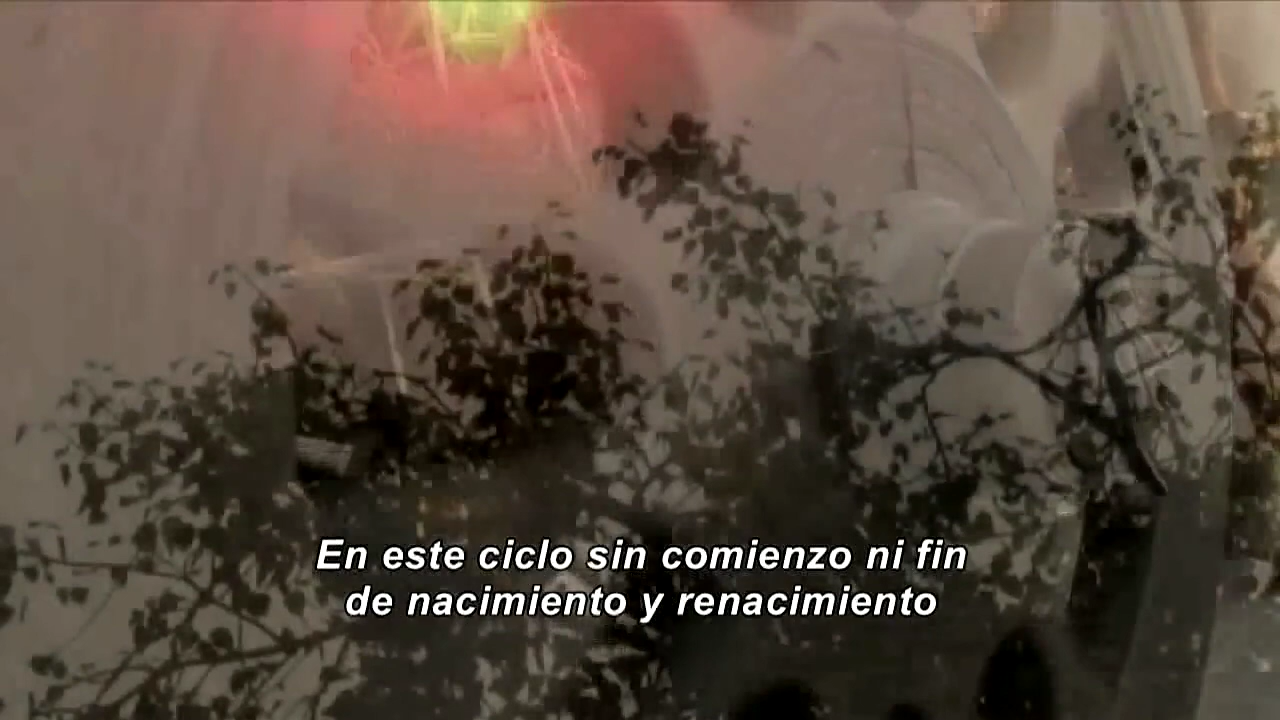 En este ciclo sin comienzo ni fin
de nacimiento y renacimiento